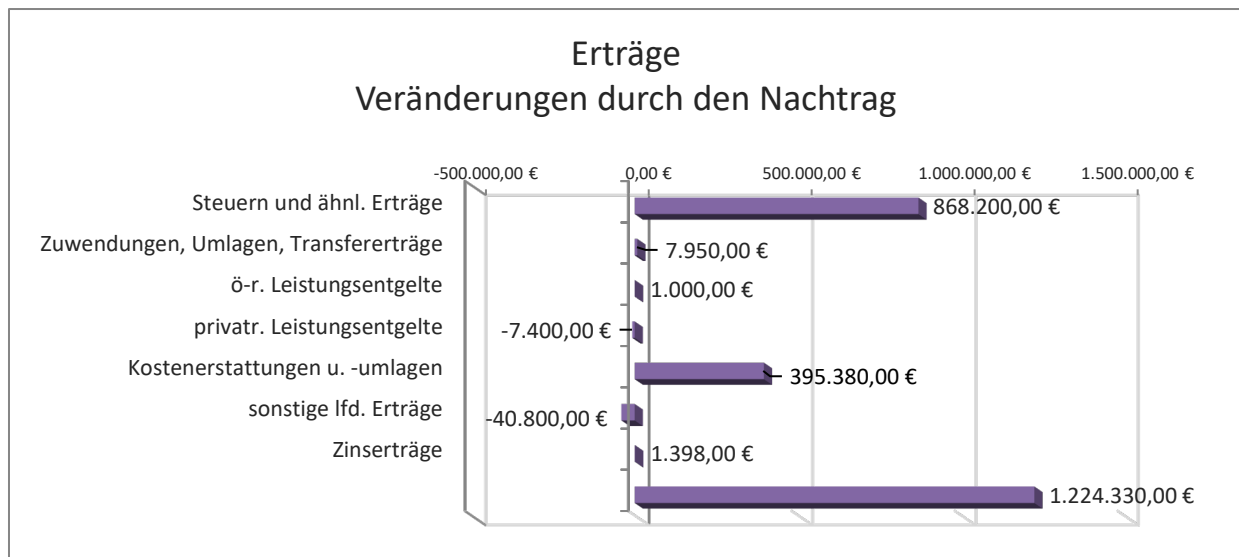 Erträge
Veränderungen durch den Nachtrag
-500.000,00 € 0,00 € 500.000,00 € 1.000.000,00 € 1.500.000,00 €
Steuern und ähnl. Erträge 868.200,00 €
Zuwendungen, Umlagen, Transfererträge 7.950,00 €
ö-r. Leistungsentgelte 1.000,00 €
privatr. Leistungsentgelte -7.400,00 €
Kostenerstattungen u. -umlagen 395.380,00 €
sonstige lfd. Erträge -40.800,00 €
Zinserträge 1.398,00 €
1.224.330,00 €